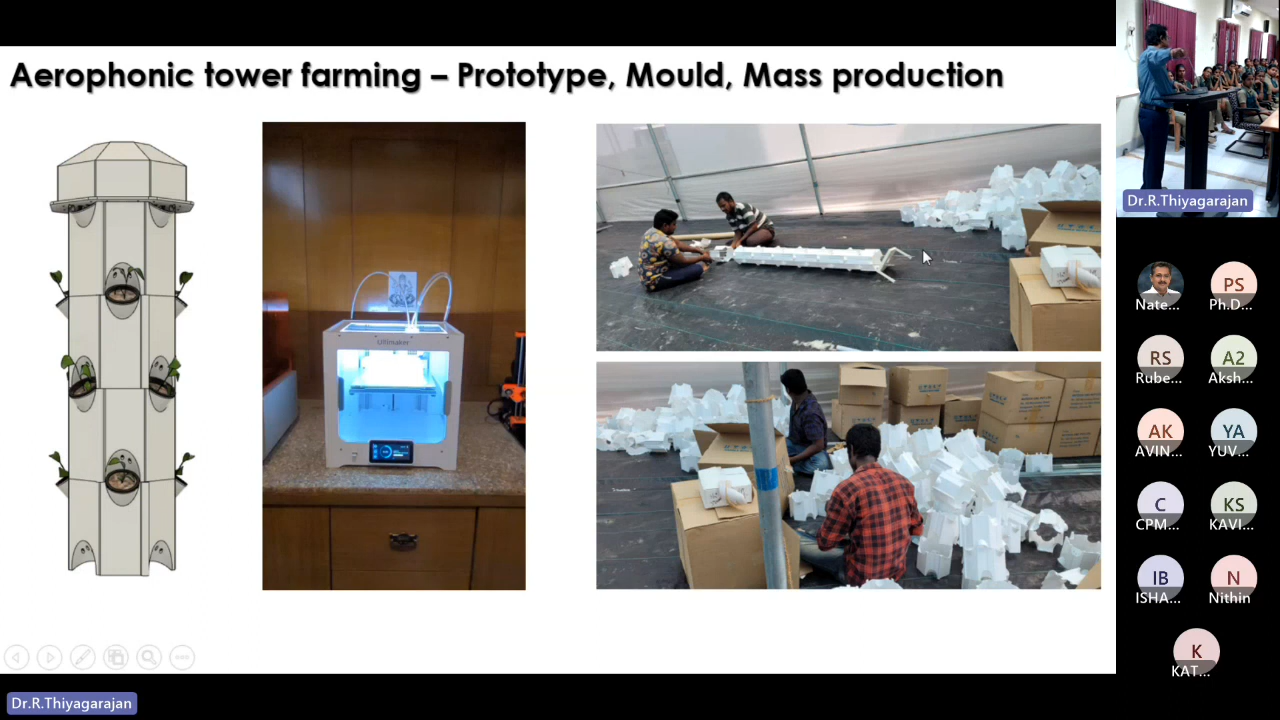 Aerophonic tower farming – Prototype, Mould, Mass production
Ultimaker
Dr.R.Thiyagarajan
Nate...
PS
Ph.D...
RS
Rube...
A2
Aksh...
AK
AVIN...
YA
YUV...
C
CPM...
KS
KAVI...
IB
ISHA...
N
Nithin
K
KAT...
Dr.R.Thiyagarajan